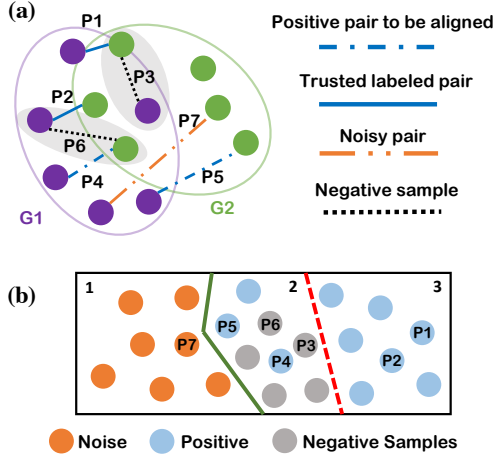 (a)
P1
P3
P2
P7
P6
P4
P5
G1
G2
Positive pair to be aligned
Trusted labeled pair
Noisy pair
Negative sample
(b)
1
2
3
P5
P6
P1
P7
P3
P4
P2
Noise
Positive
Negative Samples